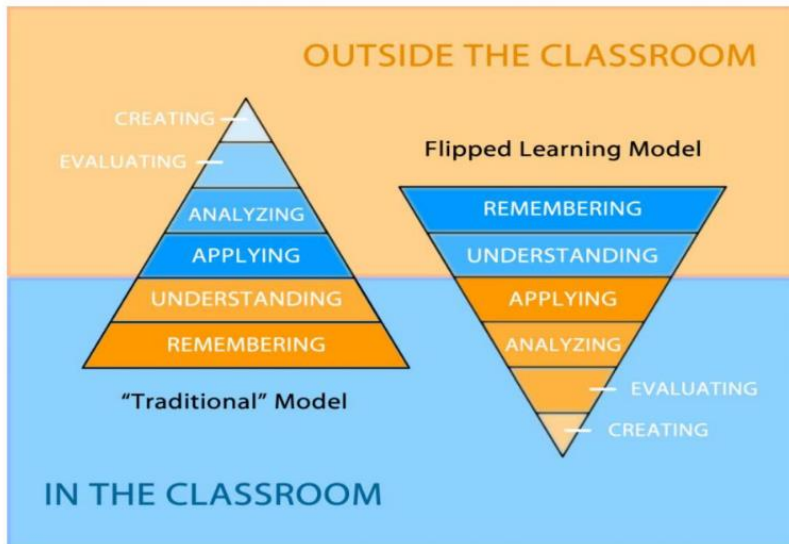 OUTSIDE THE CLASSROOM
CREATING
EVALUATING
ANALYZING
APPLYING
UNDERSTANDING
REMEMBERING
"Traditional" Model
Flipped Learning Model
REMEMBERING
UNDERSTANDING
APPLYING
ANALYZING
EVALUATING
CREATING
IN THE CLASSROOM